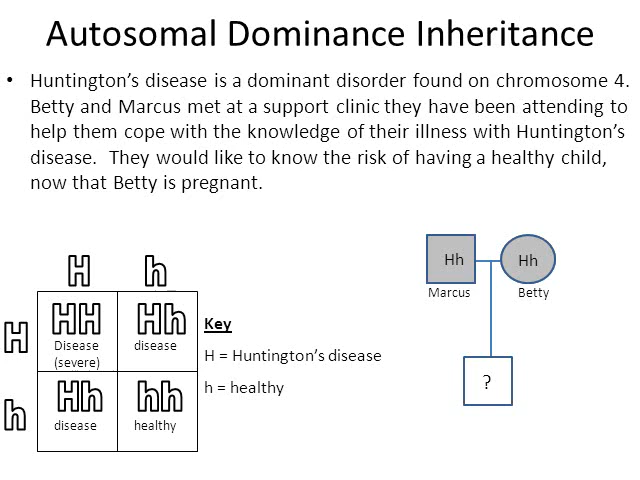 Autosomal Dominance Inheritance
• Huntington's disease is a dominant disorder found on chromosome 4.
Betty and Marcus met at a support clinic they have been attending to
help them cope with the knowledge of their illness with Huntington's
disease. They would like to know the risk of having a healthy child,
now that Betty is pregnant.
H h
H HH Hh
Disease disease
(severe)
h Hh hh
disease healthy
Key
H = Huntington's disease
h = healthy
Hh Hh
Marcus Betty
?